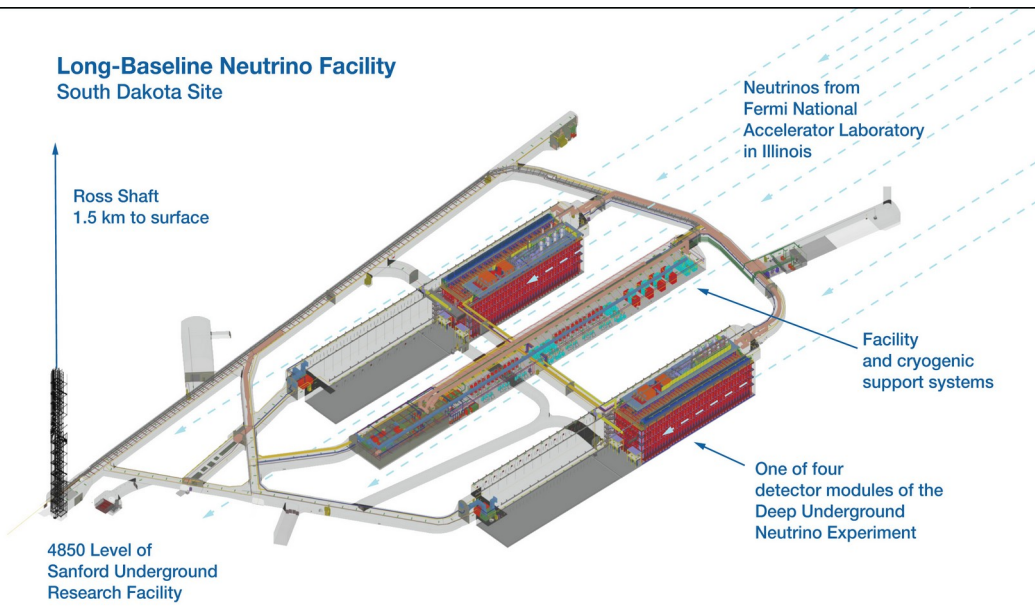 Long-Baseline Neutrino Facility
South Dakota Site
Neutrinos from
Fermi National
Accelerator Laboratory
in Illinois
Ross Shaft
1.5 km to surface
Facility
and cryogenic
support systems
One of four
detector modules of the
Deep Underground
Neutrino Experiment
4850 Level of
Sanford Underground
Research Facility